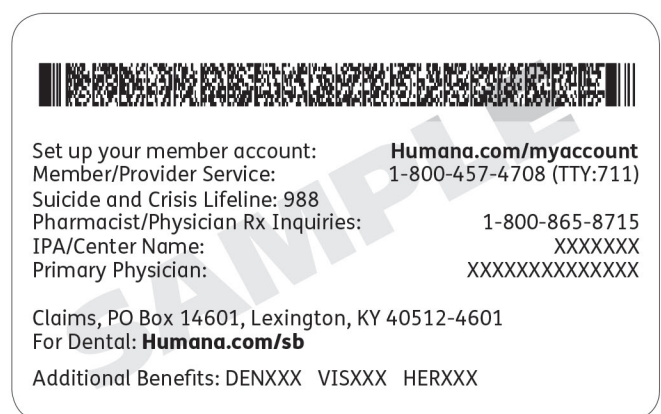 Set up your member account: Humana.com/myaccount
Member/Provider Service: 1-800-457-4708 (TTY:711)
Suicide and Crisis Lifeline: 988
Pharmacist/Physician Rx Inquiries: 1-800-865-8715
IPA/Center Name: XXXXXXX
Primary Physician: XXXXXXXXXXXXXX
Claims, PO Box 14601, Lexington, KY 40512-4601
For Dental: Humana.com/sb
Additional Benefits: DENXXX VISXXX HERXXX
SAMPLE